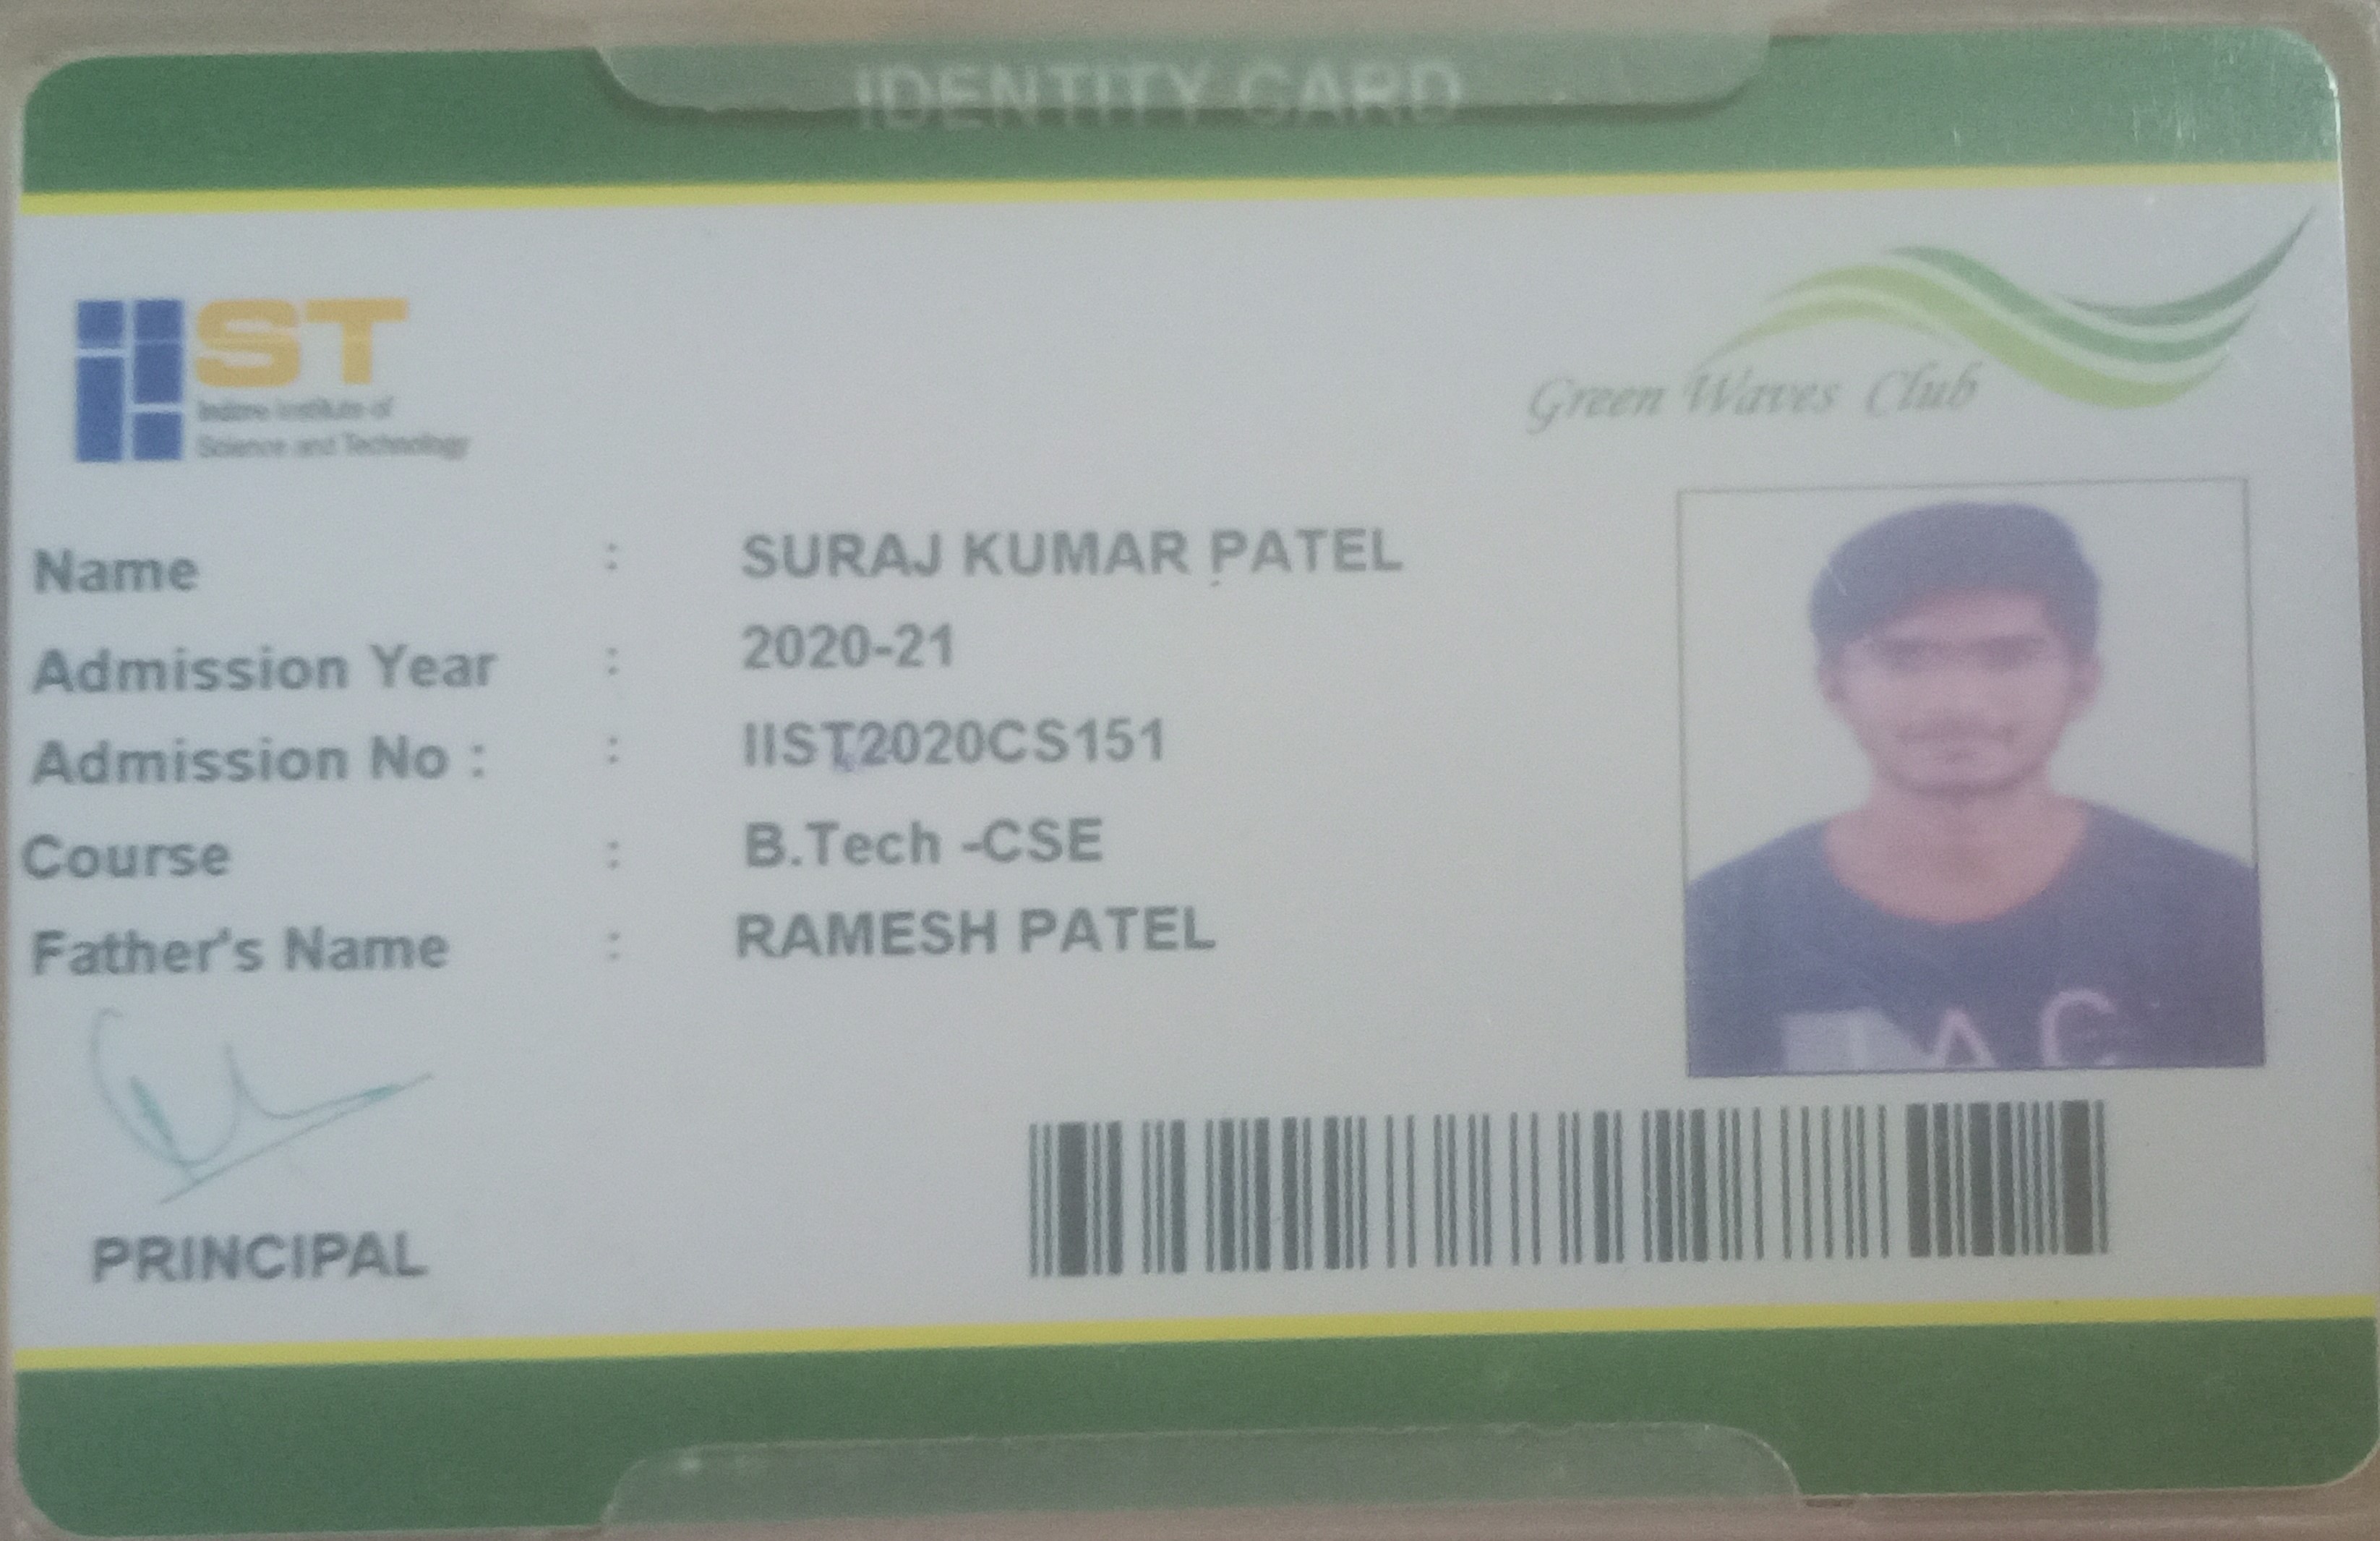 IDENTITY CARD
IIST
Indore Institute of
Science and Technology
Green Waves Club
Name : SURAJ KUMAR PATEL
Admission Year : 2020-21
Admission No : : IIST2020CS151
Course : B.Tech -CSE
Father's Name : RAMESH PATEL
PRINCIPAL